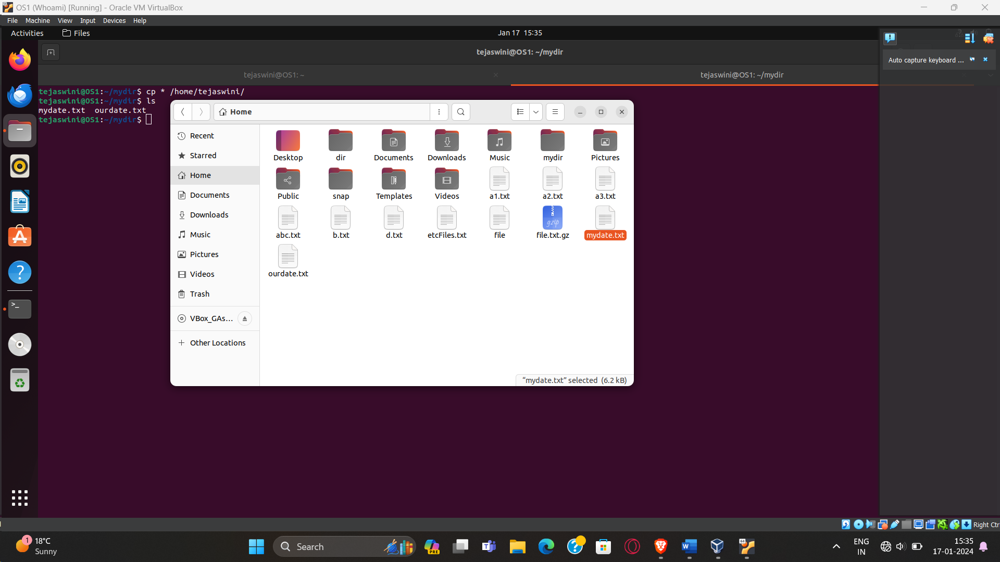 OS1 (Whoami) [Running] - Oracle VM VirtualBox
File Machine View Input Devices Help
Activities Files Jan 17 15:35
tejaswini@OS1: ~/mydir
Auto capture keyboard ...
tejaswini@OS1: ~ tejaswini@OS1: ~/mydir
tejaswini@OS1:~/mydir$ cp * /home/tejaswini/
tejaswini@OS1:~/mydir$ ls
mydate.txt ourdate.txt
tejaswini@OS1:~/mydir$
Home
Recent
Starred
Home
Documents
Downloads
Music
Pictures
Videos
Trash
VBox_GAs...
Other Locations
Desktop dir Documents Downloads Music mydir Pictures
Public snap Templates Videos a1.txt a2.txt a3.txt
abc.txt b.txt d.txt etcFiles.txt file file.txt.gz mydate.txt
gzip
ourdate.txt
“mydate.txt” selected (6.2 kB)
Right Ctr
1
18°C
Sunny
Search
PRE
64
ENG
IN
15:35
17-01-2024